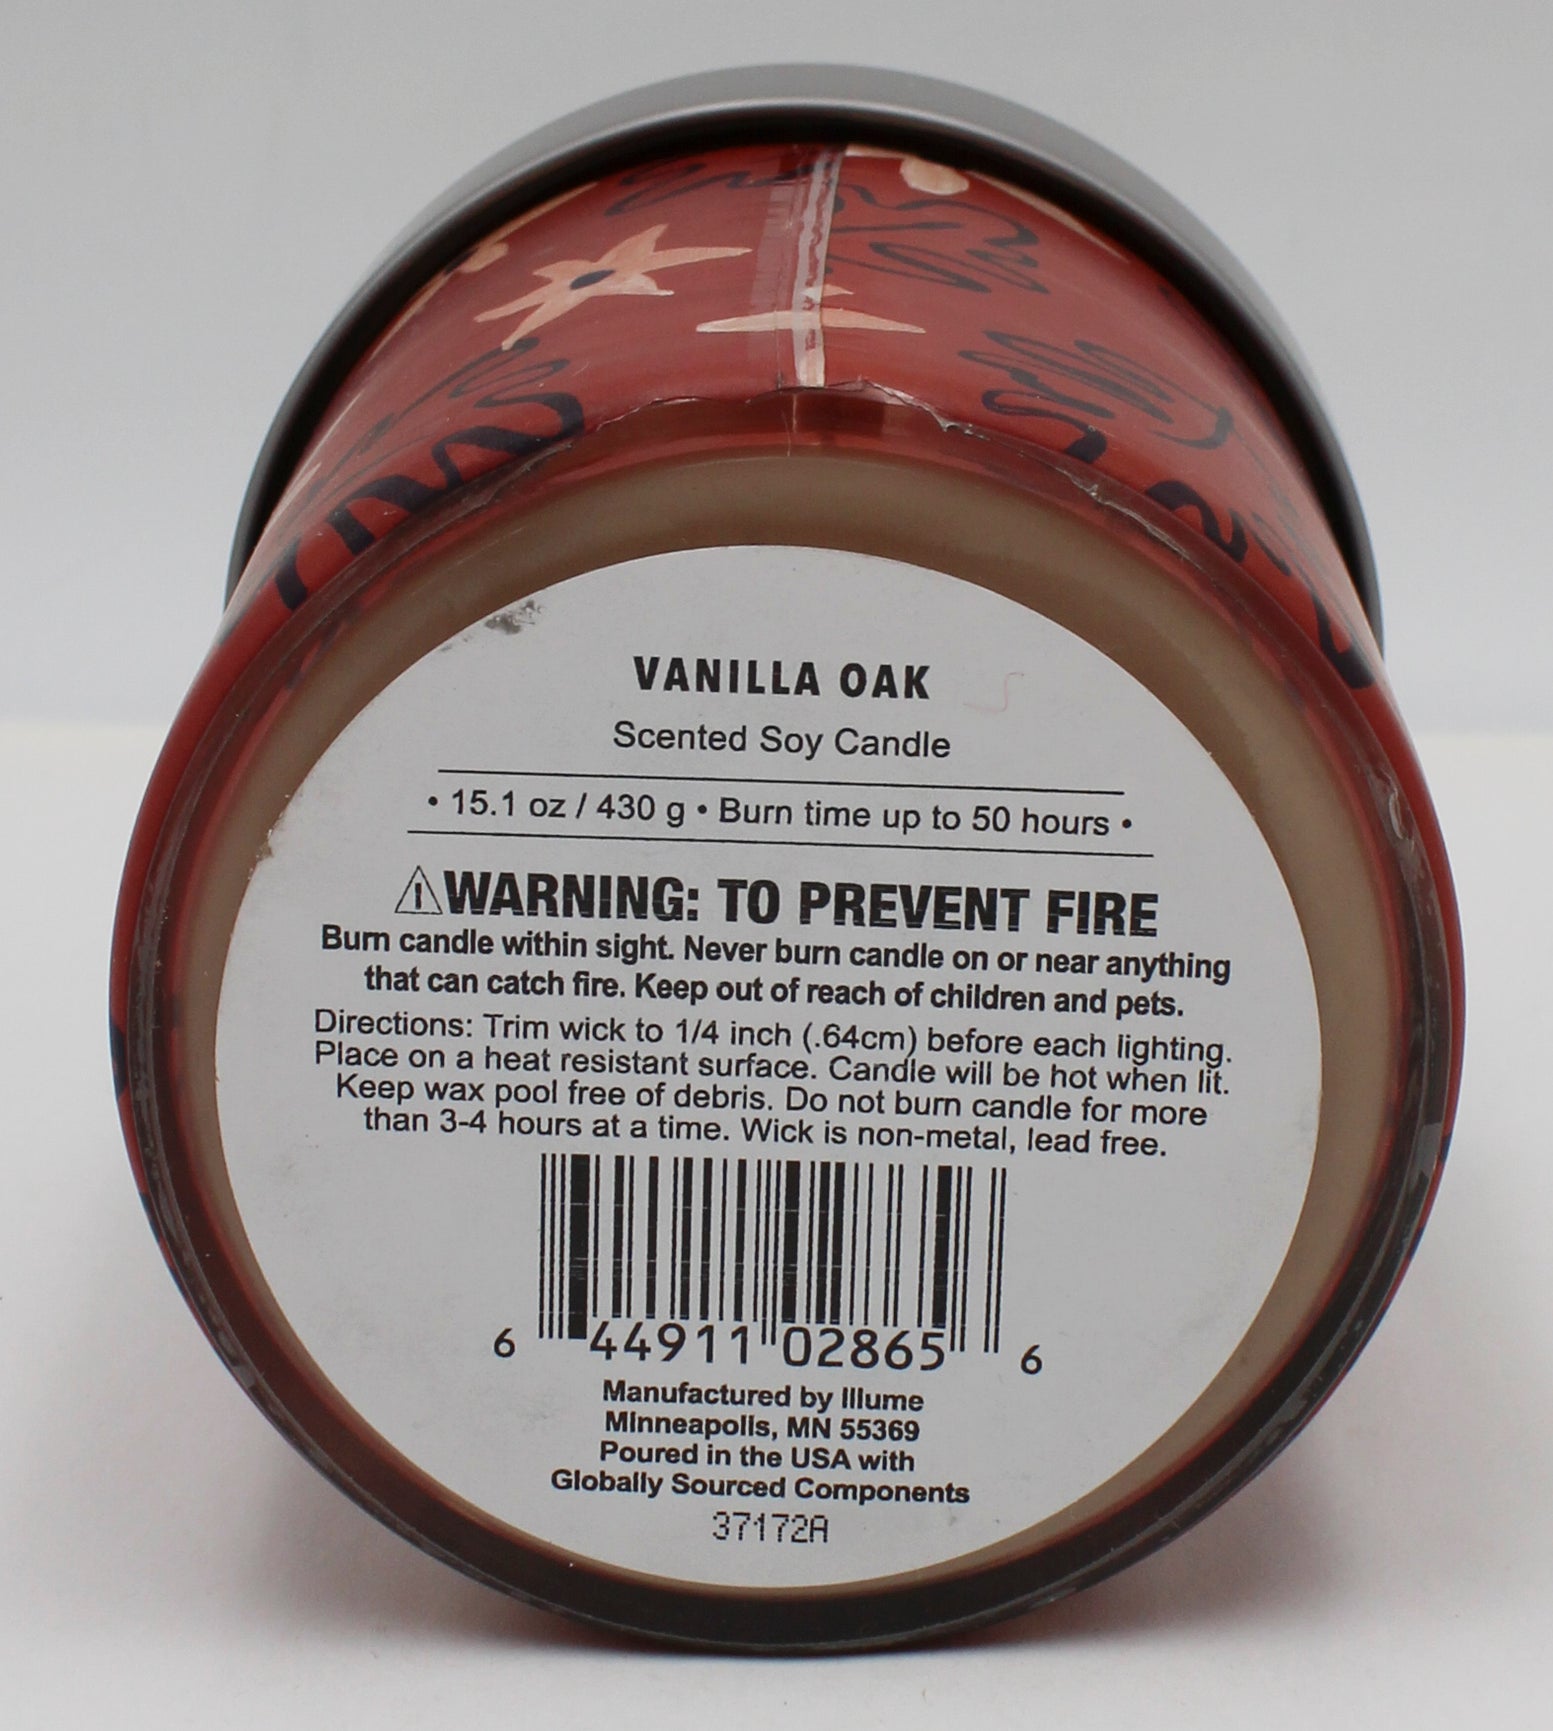 VANILLA OAK
Scented Soy Candle
• 15.1 oz / 430 g • Burn time up to 50 hours •
⚠WARNING: TO PREVENT FIRE
Burn candle within sight. Never burn candle on or near anything
that can catch fire. Keep out of reach of children and pets.
Directions: Trim wick to 1/4 inch (.64cm) before each lighting.
Place on a heat resistant surface. Candle will be hot when lit.
Keep wax pool free of debris. Do not burn candle for more
than 3-4 hours at a time. Wick is non-metal, lead free.
6 44911 02865 6
Manufactured by Illume
Minneapolis, MN 55369
Poured in the USA with
Globally Sourced Components
37172A